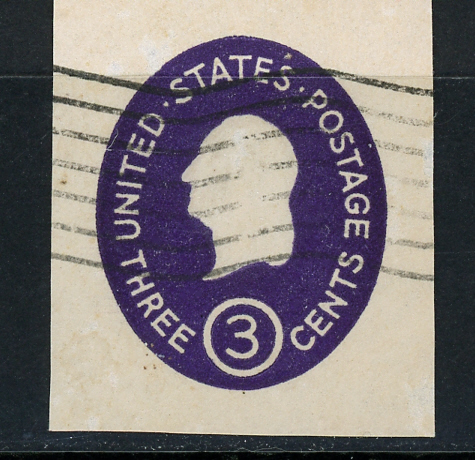 UNITED · STATES · POSTAGE
THREE 3 CENTS